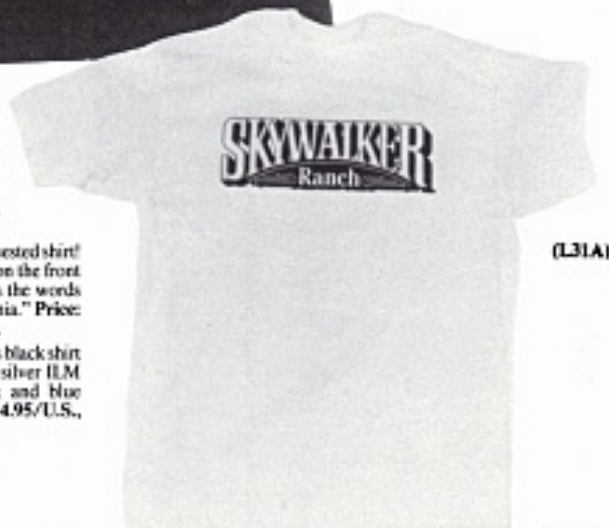 SKYWALKER
Ranch
(L31A)
ested shirt!
on the front
the words
nia." Price:
black shirt
silver ILM
and blue
4.95/U.S.,